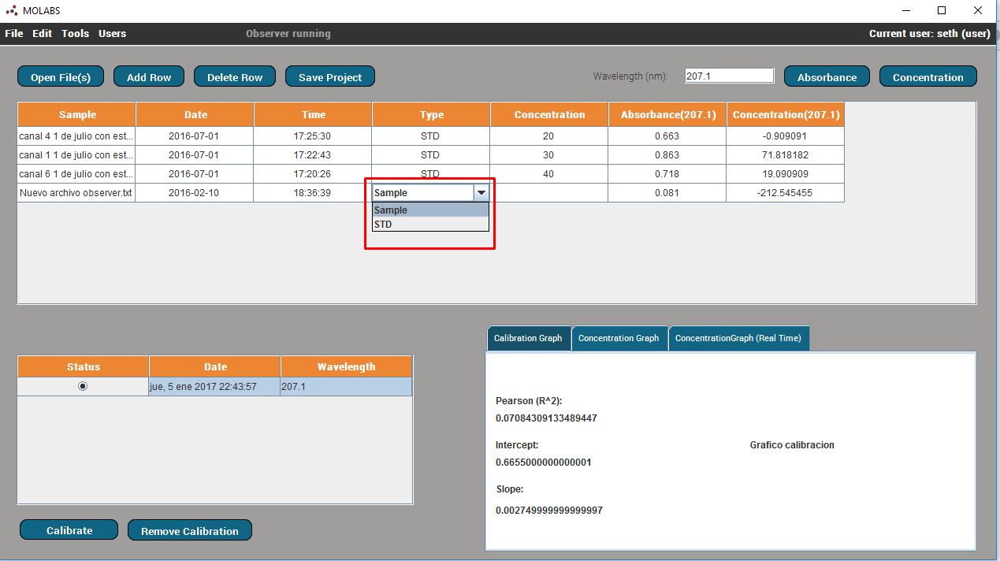 MOLABS
File Edit Tools Users Observer running Current user: seth (user)
Open File(s) Add Row Delete Row Save Project Wavelength (nm): 207.1 Absorbance Concentration
Sample Date Time Type Concentration Absorbance(207.1) Concentration(207.1)
canal 4 1 de julio con est... 2016-07-01 17:25:30 STD 20 0.663 -0.909091
canal 1 1 de julio con est... 2016-07-01 17:22:43 STD 30 0.863 71.818182
canal 6 1 de julio con est... 2016-07-01 17:20:26 STD 40 0.718 19.090909
Nuevo archivo observer.txt 2016-02-10 18:36:39 Sample 0.081 -212.545455
Sample
STD
Calibration Graph Concentration Graph ConcentrationGraph (Real Time)
Status Date Wavelength
jue, 5 ene 2017 22:43:57 207.1
Pearson (R^2):
0.07084309133489447
Intercept:
0.6655000000000001
Grafico calibracion
Slope:
0.002749999999999997
Calibrate Remove Calibration